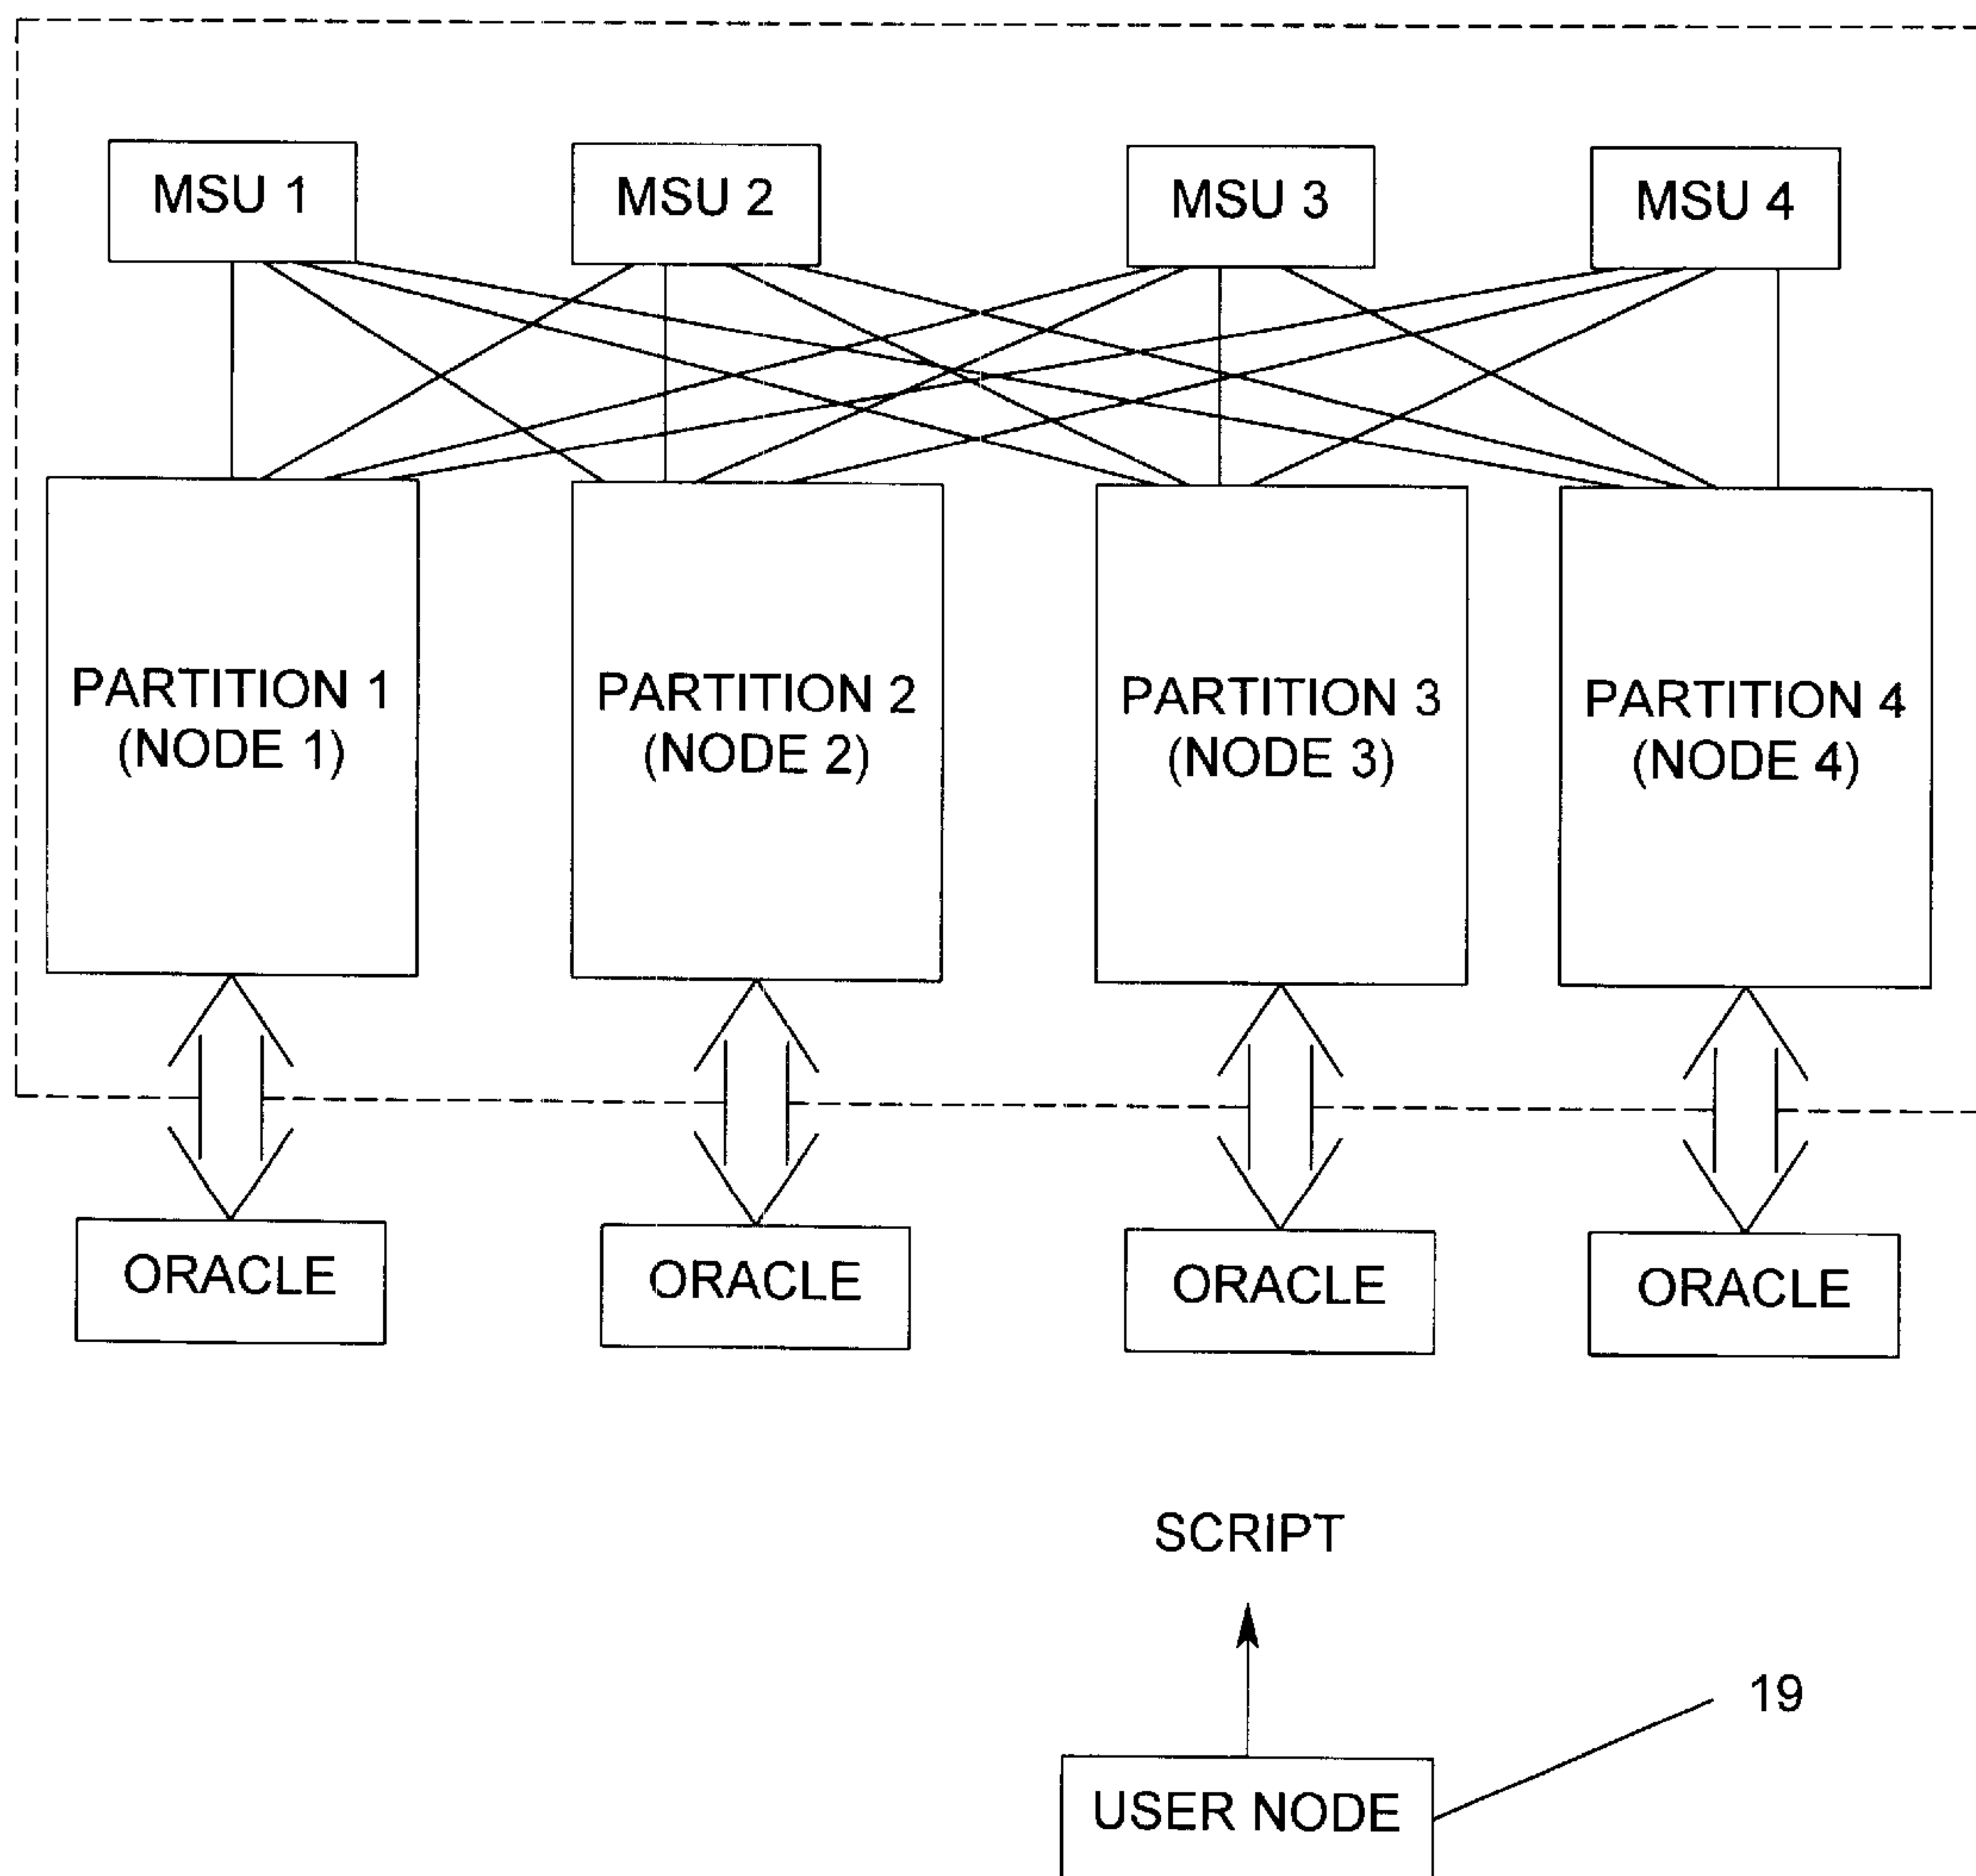 MSU 1
MSU 2
MSU 3
MSU 4
PARTITION 1
(NODE 1)
PARTITION 2
(NODE 2)
PARTITION 3
(NODE 3)
PARTITION 4
(NODE 4)
ORACLE
ORACLE
ORACLE
ORACLE
SCRIPT
19
USER NODE